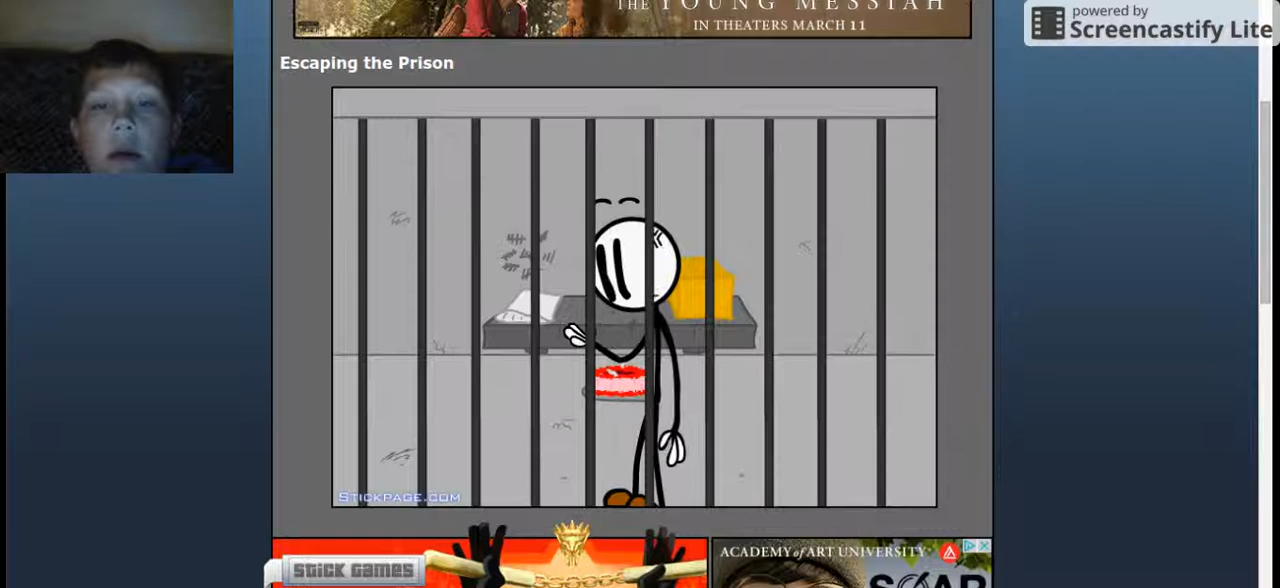 THE YOUNG MESSIAH
IN THEATERS MARCH 11
powered by
Screencastify Lite
Escaping the Prison
STICKPAGE.COM
STICK GAMES
ACADEMY of ART UNIVERSITY